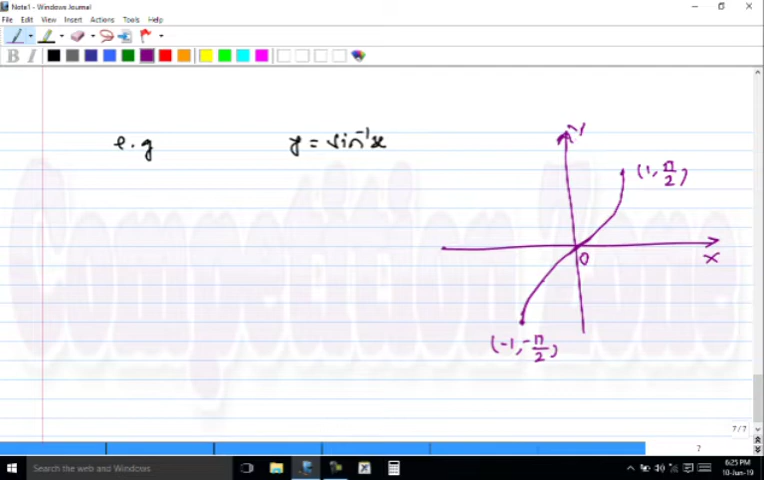 Note1 - Windows Journal
File Edit View Insert Actions Tools Help
B I
e.g y = sin⁻¹x
Y
(1, π/2)
O
X
(-1, -π/2)
Competition Zone
7/7
7
Search the web and Windows
6:25 PM
10-Jun-19